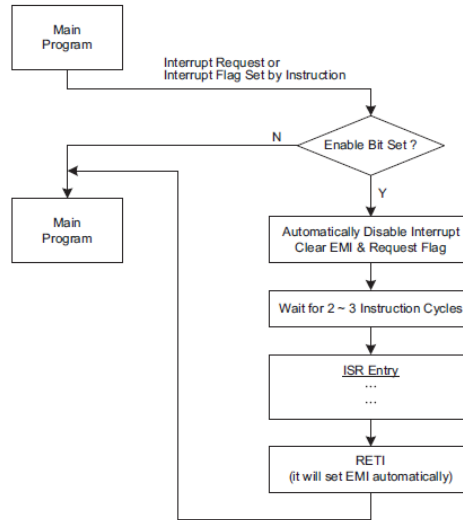 Main
Program
Interrupt Request or
Interrupt Flag Set by Instruction
N
Enable Bit Set ?
Y
Main
Program
Automatically Disable Interrupt
Clear EMI & Request Flag
Wait for 2 ~ 3 Instruction Cycles
ISR Entry
...
...
RETI
(it will set EMI automatically)